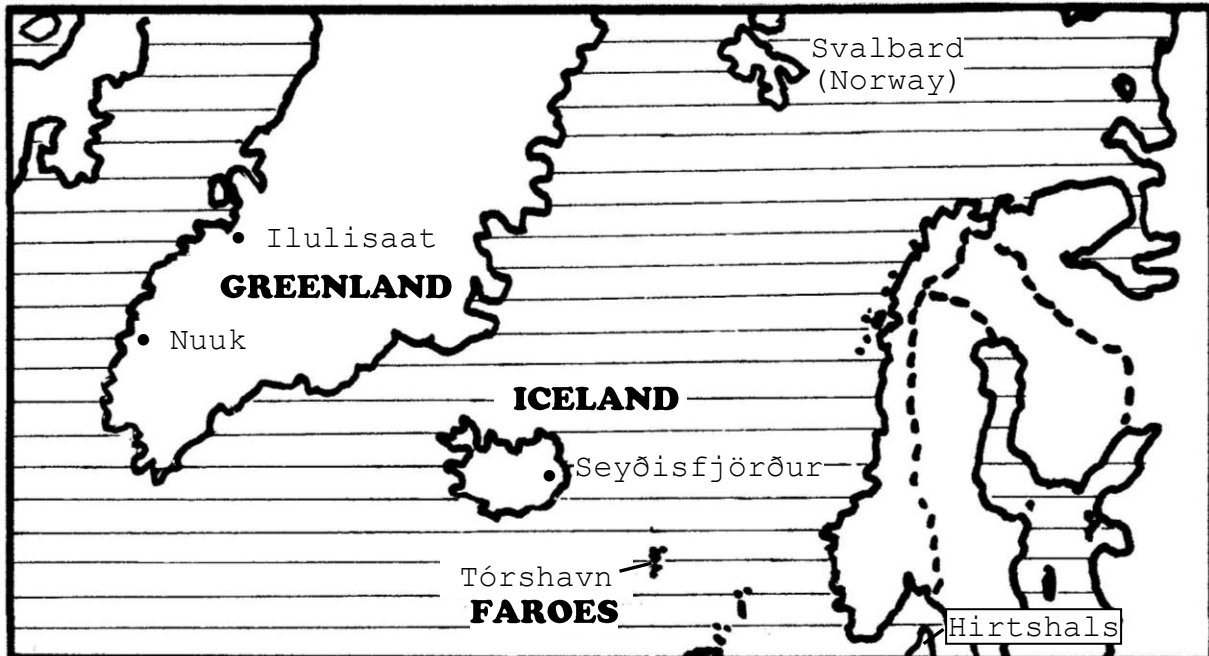 Svalbard
(Norway)
Ilulisaat
GREENLAND
Nuuk
ICELAND
Seyðisfjörður
Tórshavn
FAROES
Hirtshals